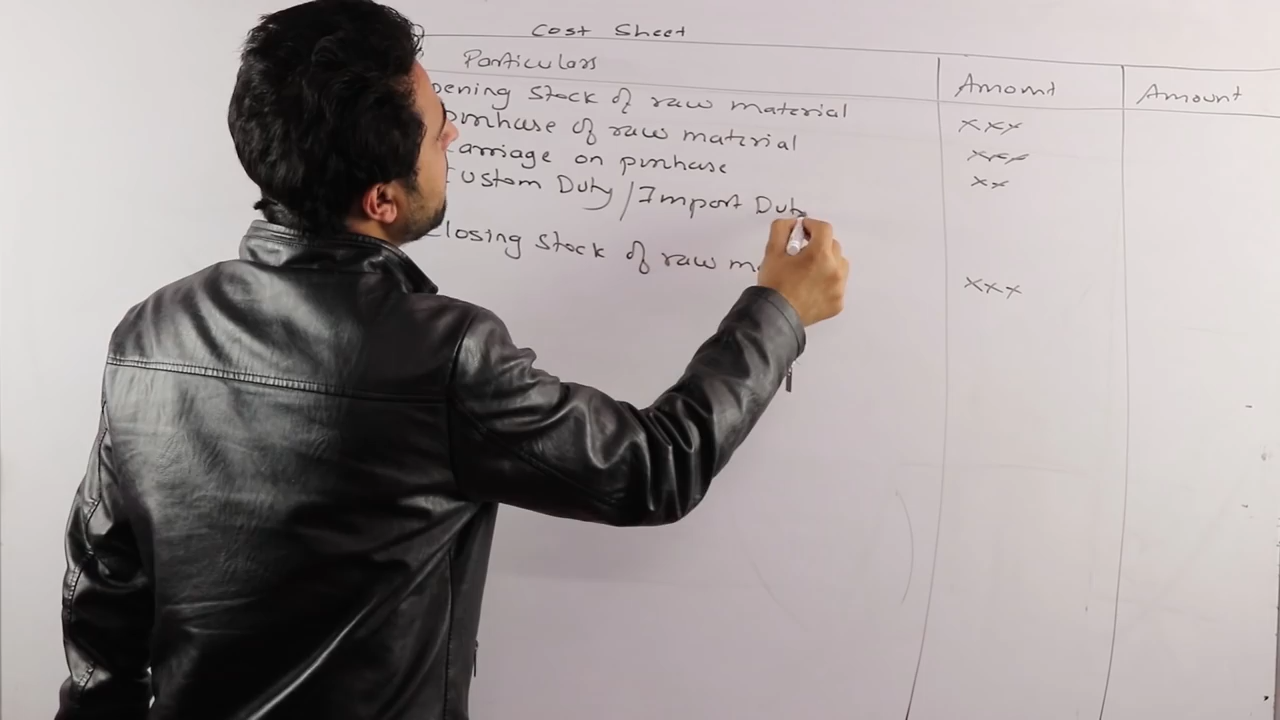 Cost Sheet
Particulars Amount Amount
pening stock of raw material xxx
purchase of raw material xxx
arriage on purchase xx
ustom Duty / Import Duty
losing stock of raw m xxx